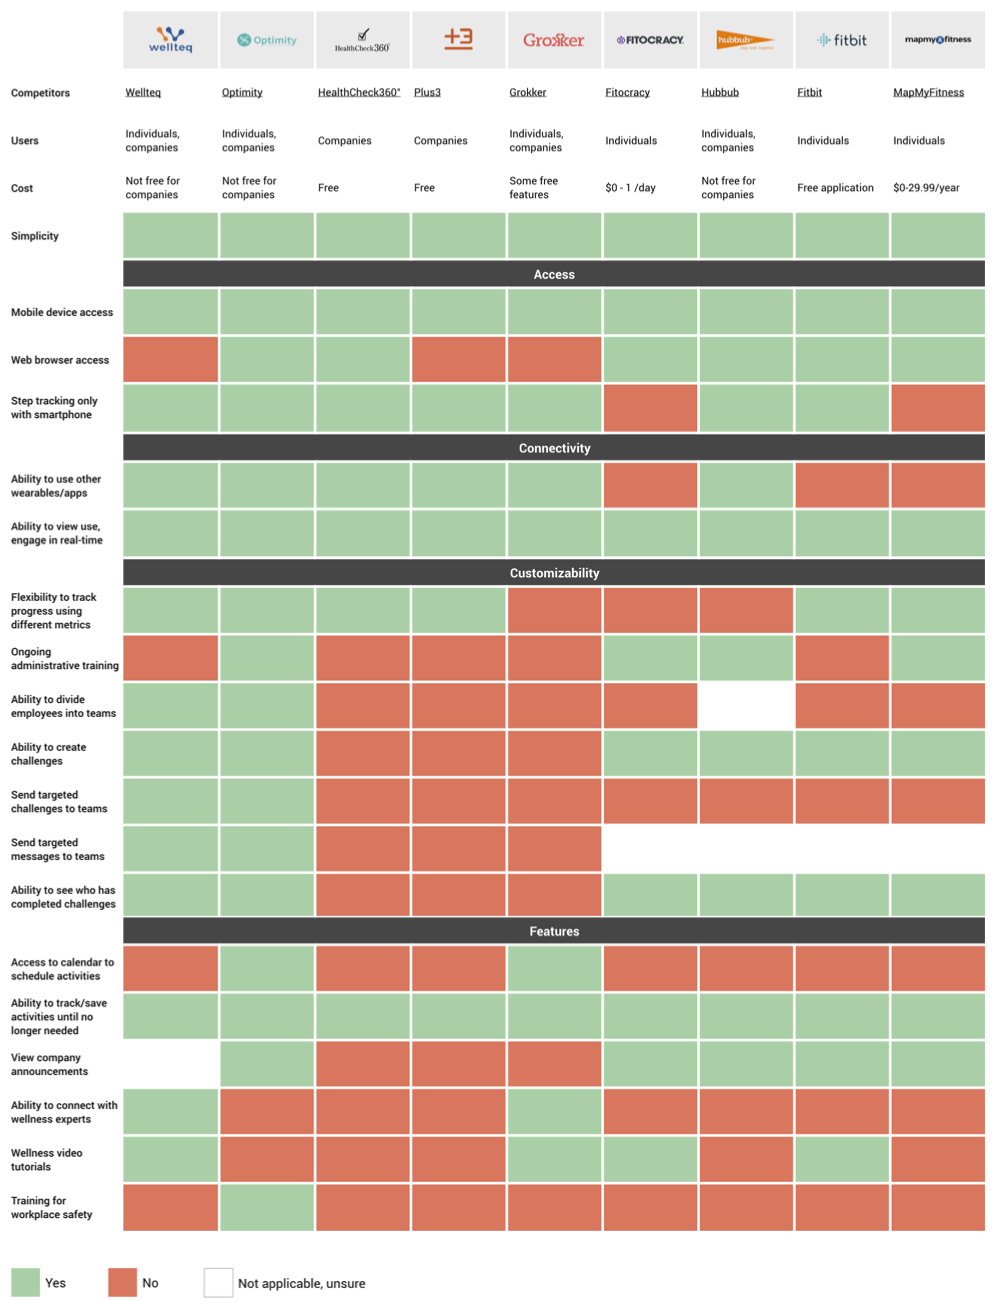 wellteq
Optimity
HealthCheck360°
+3
Grokker
FITOCRACY.
hubbub
fitbit
mapmyfitness
Competitors
Wellteq
Optimity
HealthCheck360°
Plus3
Grokker
Fitocracy
Hubbub
Fitbit
MapMyFitness
Users
Individuals,
companies
Individuals,
companies
Companies
Companies
Individuals,
companies
Individuals
Individuals,
companies
Individuals
Individuals
Cost
Not free for
companies
Not free for
companies
Free
Free
Some free
features
$0 - 1 /day
Not free for
companies
Free application
$0-29.99/year
Simplicity
Access
Mobile device access
Web browser access
Step tracking only
with smartphone
Connectivity
Ability to use other
wearables/apps
Ability to view use,
engage in real-time
Customizability
Flexibility to track
progress using
different metrics
Ongoing
administrative training
Ability to divide
employees into teams
Ability to create
challenges
Send targeted
challenges to teams
Send targeted
messages to teams
Ability to see who has
completed challenges
Features
Access to calendar to
schedule activities
Ability to track/save
activities until no
longer needed
View company
announcements
Ability to connect with
wellness experts
Wellness video
tutorials
Training for
workplace safety
Yes
No
Not applicable, unsure